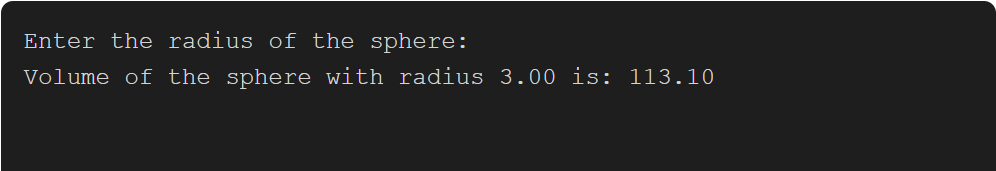 Enter the radius of the sphere:
Volume of the sphere with radius 3.00 is: 113.10